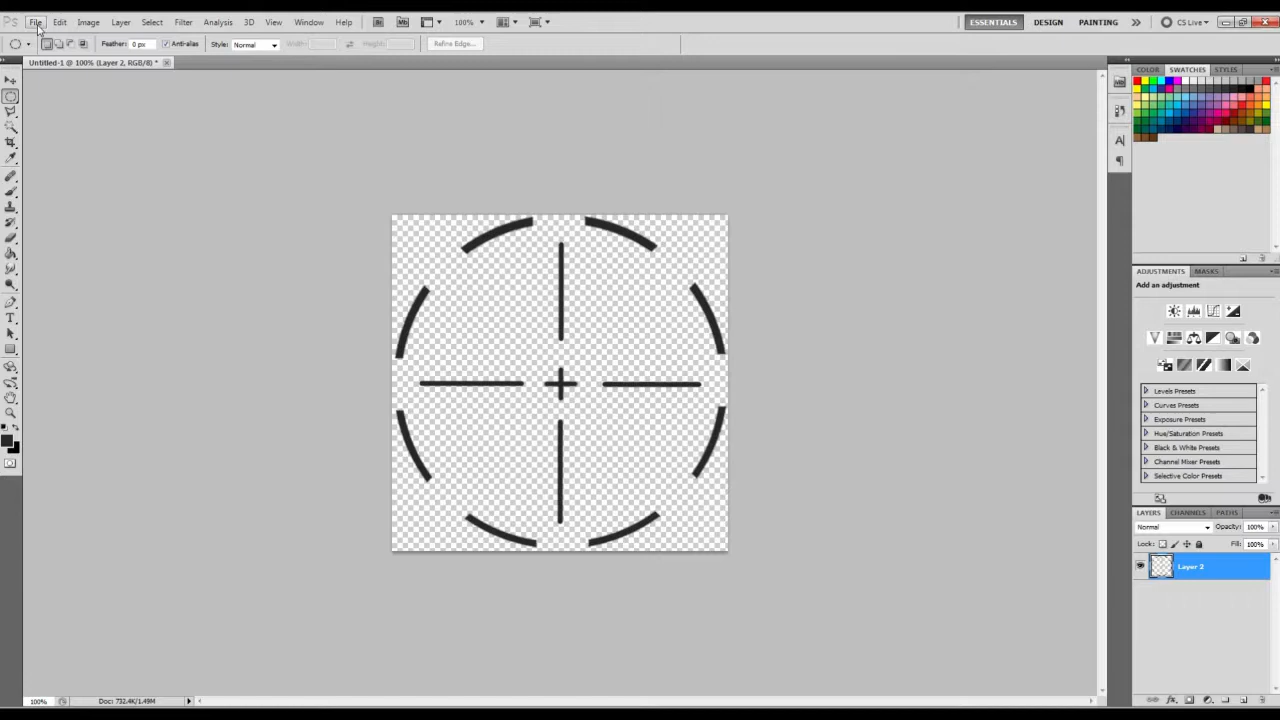 Ps File Edit Image Layer Select Filter Analysis 3D View Window Help Br Mb 100% ESSENTIALS DESIGN PAINTING CS Live
Feather: 0 px Anti-alias Style: Normal Width: Height: Refine Edge...
Untitled-1 @ 100% (Layer 2, RGB/8) *
COLOR SWATCHES STYLES
Mb
A
ADJUSTMENTS MASKS
Add an adjustment
Levels Presets
Curves Presets
Exposure Presets
Hue/Saturation Presets
Black & White Presets
Channel Mixer Presets
Selective Color Presets
LAYERS CHANNELS PATHS
Normal Opacity: 100%
Lock: Fill: 100%
Layer 2
100% Doc: 732.4K/1.49M